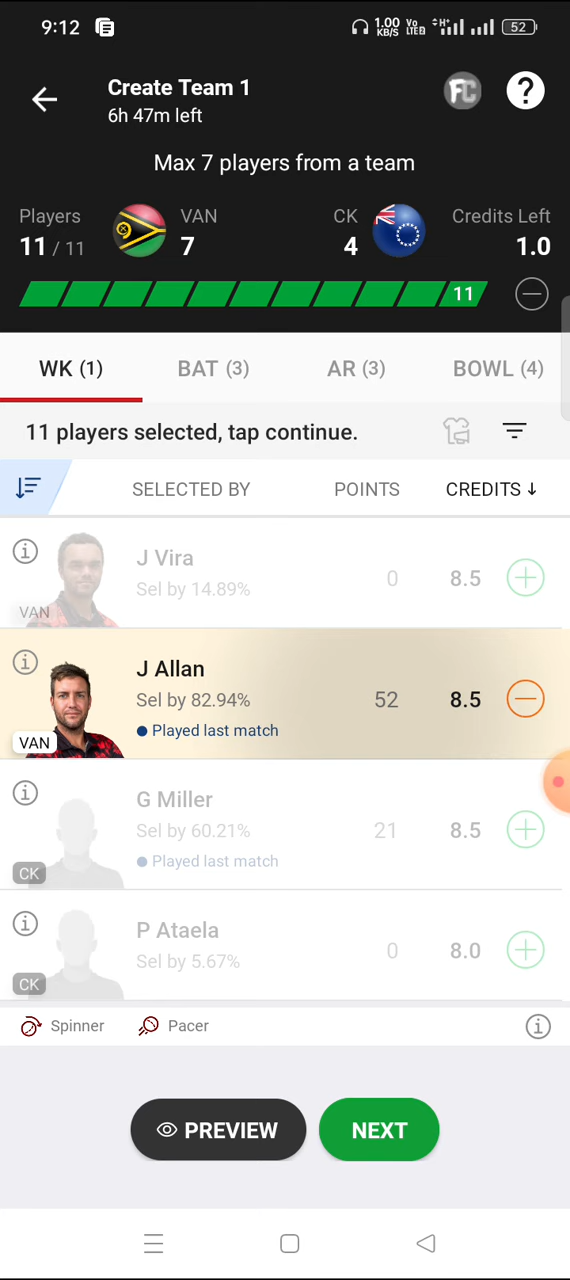 9:12 1.00 KB/S Vo LTE2 H+ 52
Create Team 1
6h 47m left
FC ?
Max 7 players from a team
Players VAN CK Credits Left
11 / 11 7 4 1.0
11
WK (1) BAT (3) AR (3) BOWL (4)
11 players selected, tap continue.
SELECTED BY POINTS CREDITS ↓
J Vira
Sel by 14.89% 0 8.5
VAN
J Allan
Sel by 82.94% 52 8.5
Played last match
VAN
G Miller
Sel by 60.21% 21 8.5
Played last match
CK
P Ataela
Sel by 5.67% 0 8.0
CK
Spinner Pacer
PREVIEW NEXT